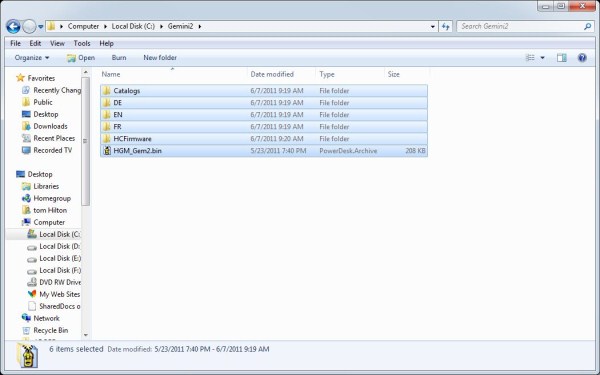 Computer ▸ Local Disk (C:) ▸ Gemini2 ▸
Search Gemini2
File Edit View Tools Help
Organize Open Burn New folder
Name Date modified Type Size
Catalogs 6/7/2011 9:19 AM File folder
DE 6/7/2011 9:19 AM File folder
EN 6/7/2011 9:19 AM File folder
FR 6/7/2011 9:19 AM File folder
HCFirmware 6/7/2011 9:20 AM File folder
HGM_Gem2.bin 5/23/2011 7:40 PM PowerDesk.Archive 208 KB
Favorites
Recently Chang
Public
Desktop
Downloads
Recent Places
Recorded TV
Desktop
Libraries
Homegroup
tom Hilton
Computer
Local Disk (C:
Local Disk (D:
Local Disk (E:)
Local Disk (F:)
DVD RW Drive
My Web Sites
SharedDocs o
Network
Recycle Bin
6 items selected Date modified: 5/23/2011 7:40 PM - 6/7/2011 9:19 AM